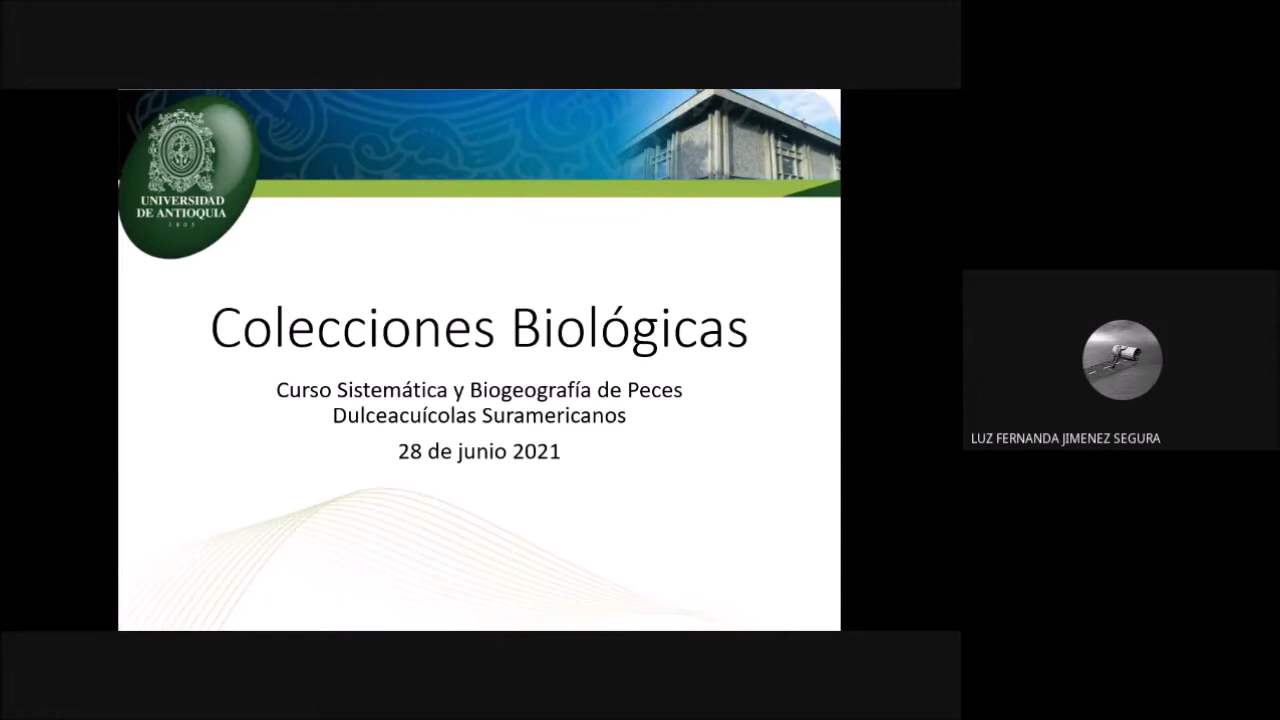 UNIVERSIDAD
DE ANTIOQUIA
1803
Colecciones Biológicas
Curso Sistemática y Biogeografía de Peces
Dulceacuícolas Suramericanos
28 de junio 2021
LUZ FERNANDA JIMENEZ SEGURA